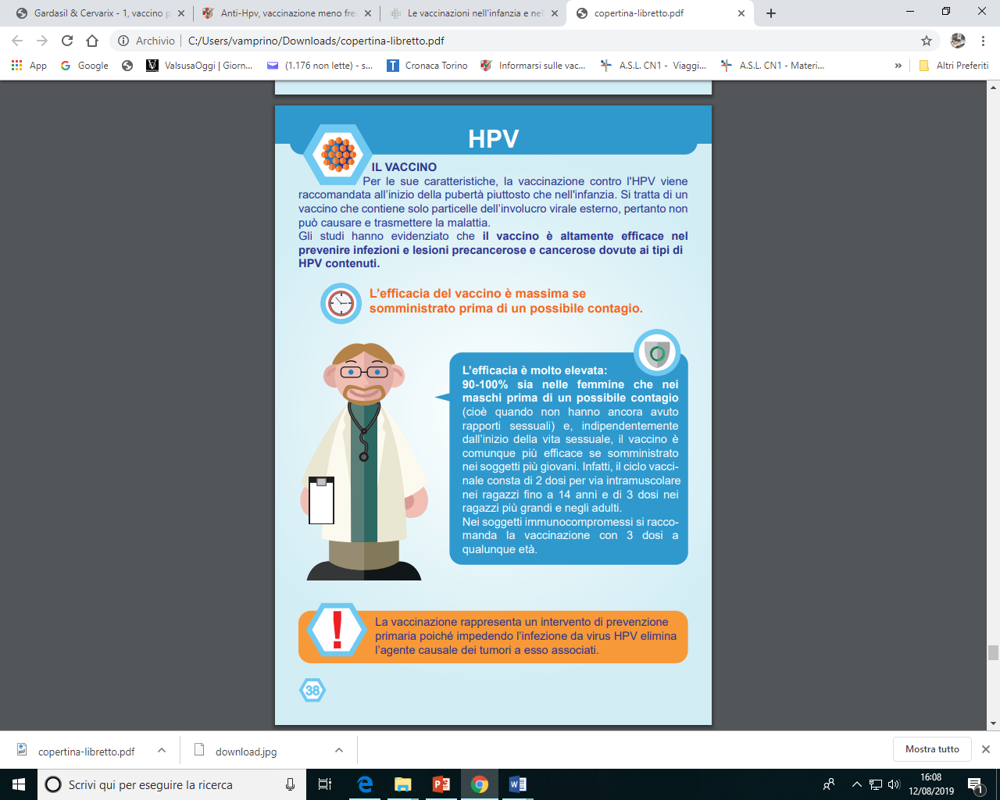 Gardasil & Cervarix - 1, vaccino p
Anti-Hpv, vaccinazione meno fre
Le vaccinazioni nell'infanzia e nell
copertina-libretto.pdf
Archivio
C:/Users/vamprino/Downloads/copertina-libretto.pdf
App
Google
ValsusaOggi | Giorn...
(1.176 non lette) - s...
Cronaca Torino
Informarsi sulle vac...
A.S.L. CN1 - Viaggi...
A.S.L. CN1 - Materi...
»
Altri Preferiti
HPV
IL VACCINO
Per le sue caratteristiche, la vaccinazione contro l'HPV viene
raccomandata all’inizio della pubertà piuttosto che nell'infanzia. Si tratta di un
vaccino che contiene solo particelle dell’involucro virale esterno, pertanto non
può causare e trasmettere la malattia.
Gli studi hanno evidenziato che il vaccino è altamente efficace nel
prevenire infezioni e lesioni precancerose e cancerose dovute ai tipi di
HPV contenuti.
L’efficacia del vaccino è massima se
somministrato prima di un possibile contagio.
L’efficacia è molto elevata:
90-100% sia nelle femmine che nei
maschi prima di un possibile contagio
(cioè quando non hanno ancora avuto
rapporti sessuali) e, indipendentemente
dall’inizio della vita sessuale, il vaccino è
comunque più efficace se somministrato
nei soggetti più giovani. Infatti, il ciclo vacci-
nale consta di 2 dosi per via intramuscolare
nei ragazzi fino a 14 anni e di 3 dosi nei
ragazzi più grandi e negli adulti.
Nei soggetti immunocompromessi si racco-
manda la vaccinazione con 3 dosi a
qualunque età.
!
La vaccinazione rappresenta un intervento di prevenzione
primaria poiché impedendo l’infezione da virus HPV elimina
l’agente causale dei tumori a esso associati.
38
copertina-libretto.pdf
download.jpg
Mostra tutto
Scrivi qui per eseguire la ricerca
16:08
12/08/2019
1